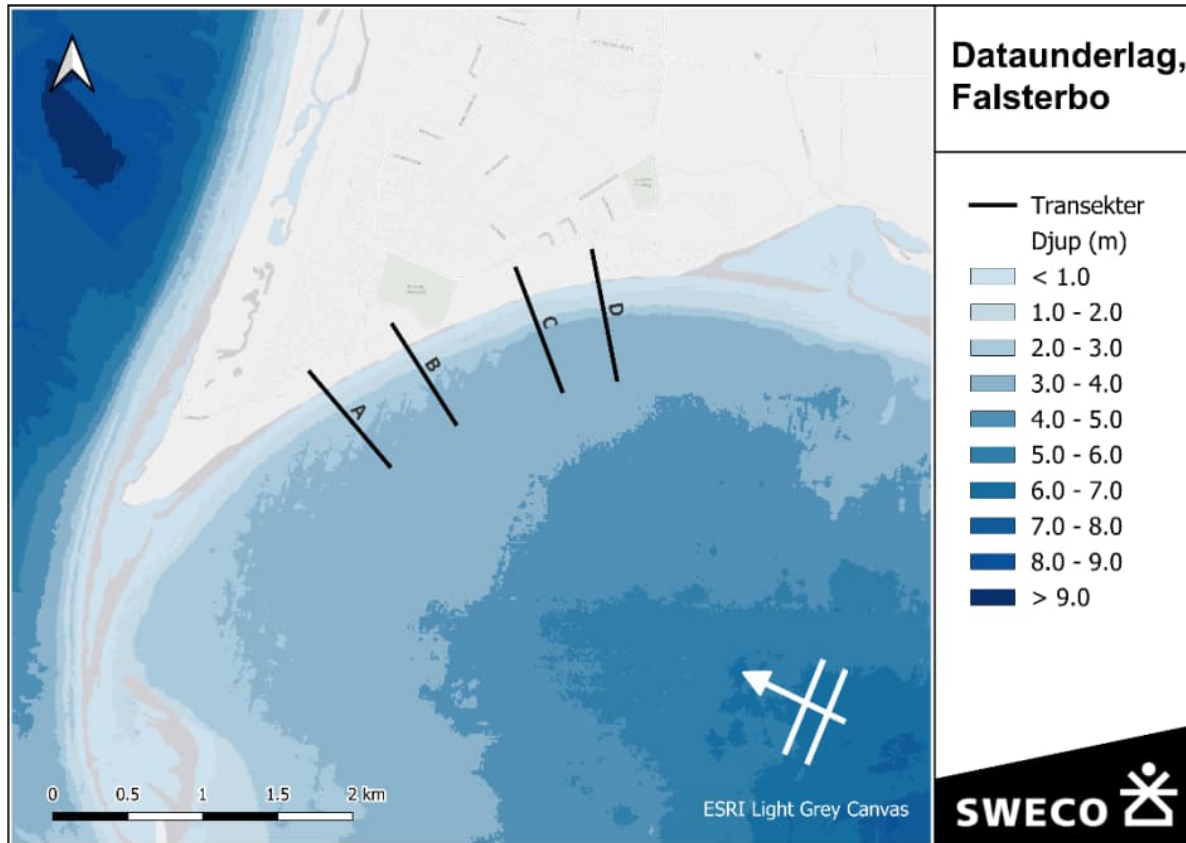 Dataunderlag,
Falsterbo
Transekter
Djup (m)
< 1.0
1.0 - 2.0
2.0 - 3.0
3.0 - 4.0
4.0 - 5.0
5.0 - 6.0
6.0 - 7.0
7.0 - 8.0
8.0 - 9.0
> 9.0
A
B
C
D
0 0.5 1 1.5 2 km
ESRI Light Grey Canvas
SWECO